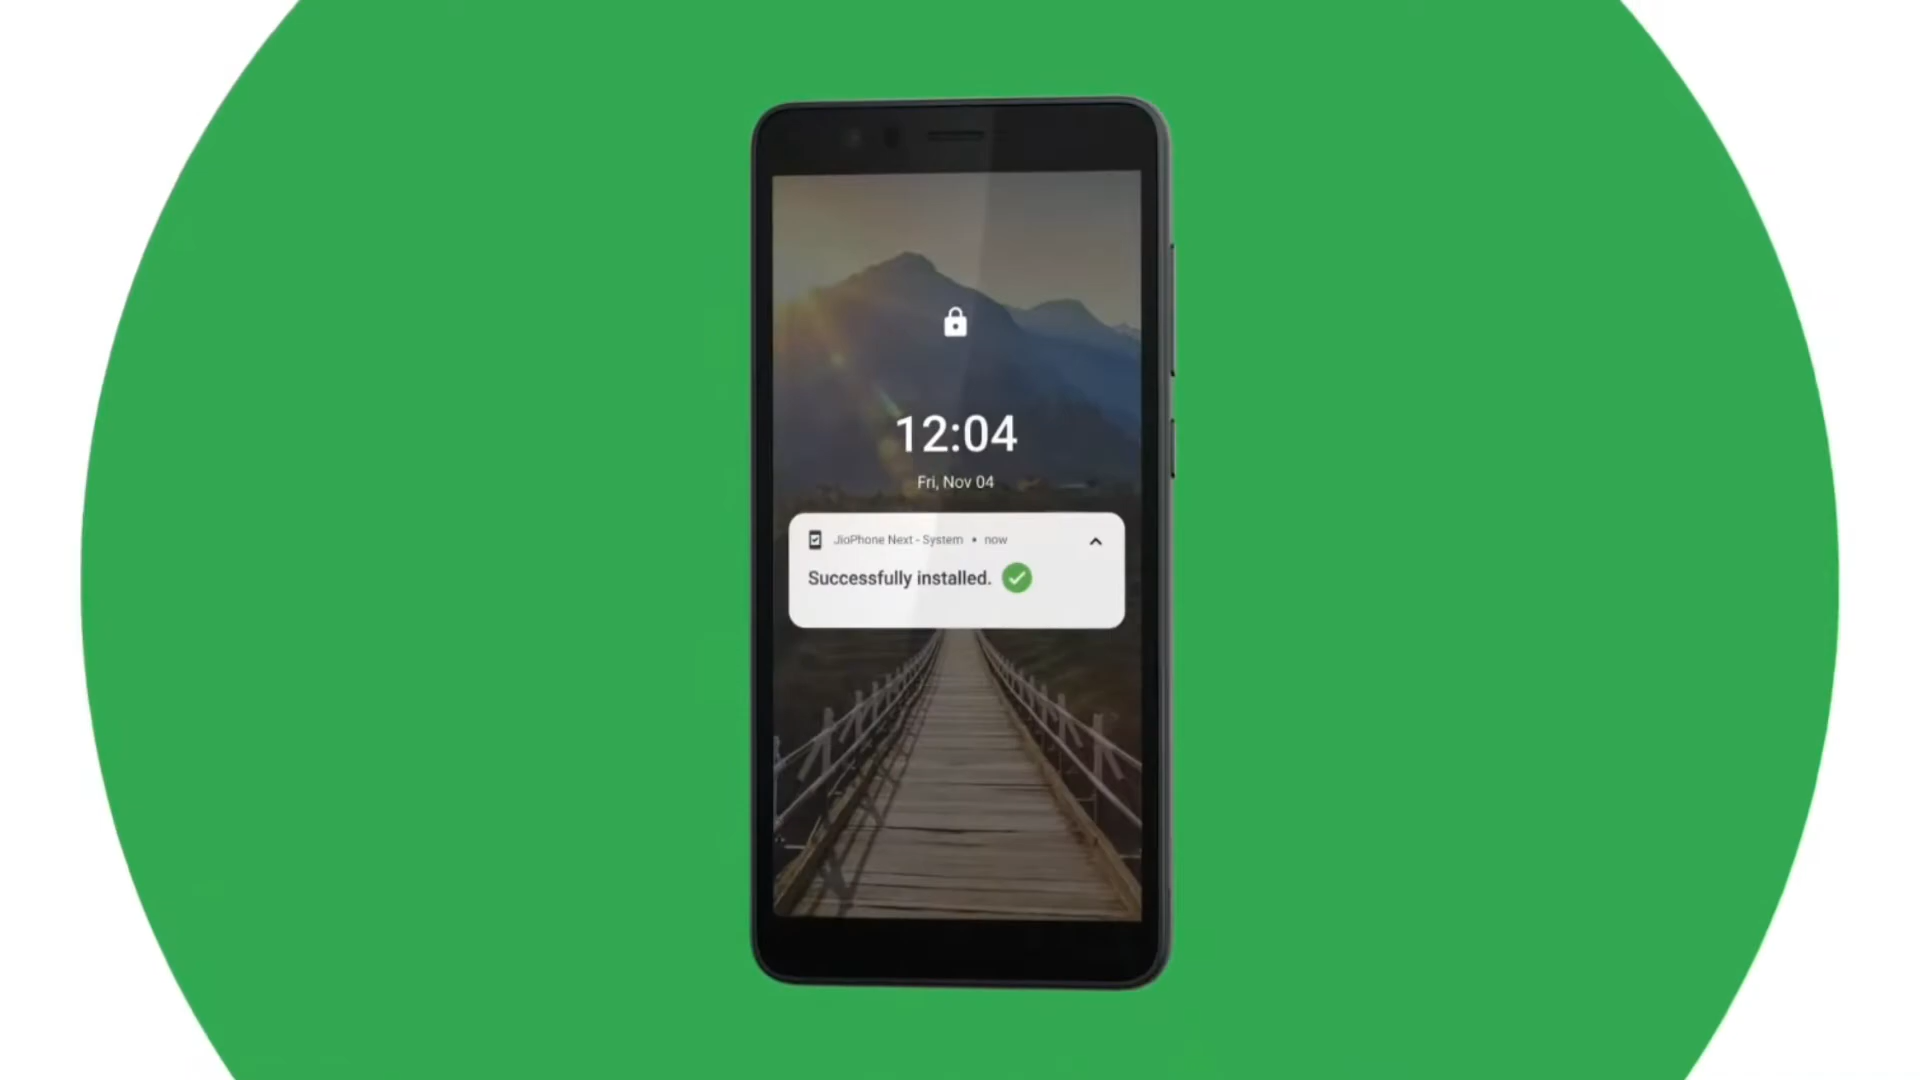 12:04
Fri, Nov 04
JioPhone Next - System • now
Successfully installed.